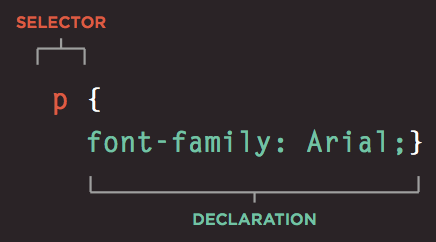 SELECTOR
p {
font-family: Arial;}
DECLARATION